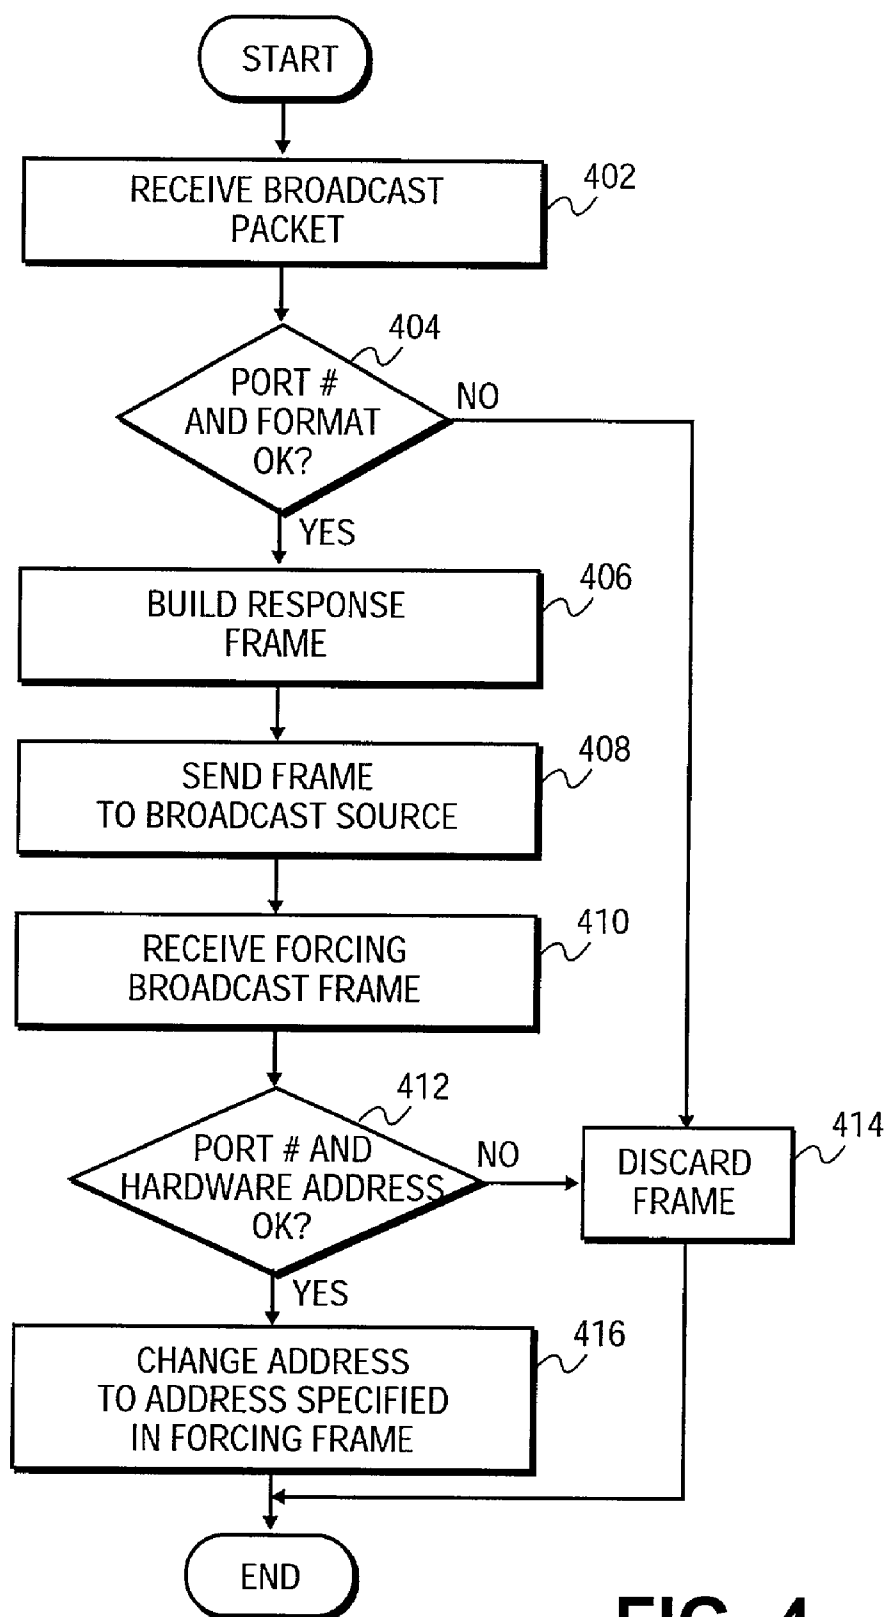 START
RECEIVE BROADCAST
PACKET
402
404
PORT #
AND FORMAT
OK?
NO
YES
BUILD RESPONSE
FRAME
406
SEND FRAME
TO BROADCAST SOURCE
408
RECEIVE FORCING
BROADCAST FRAME
410
412
PORT # AND
HARDWARE ADDRESS
OK?
NO
DISCARD
FRAME
414
YES
CHANGE ADDRESS
TO ADDRESS SPECIFIED
IN FORCING FRAME
416
END
FIG. 4